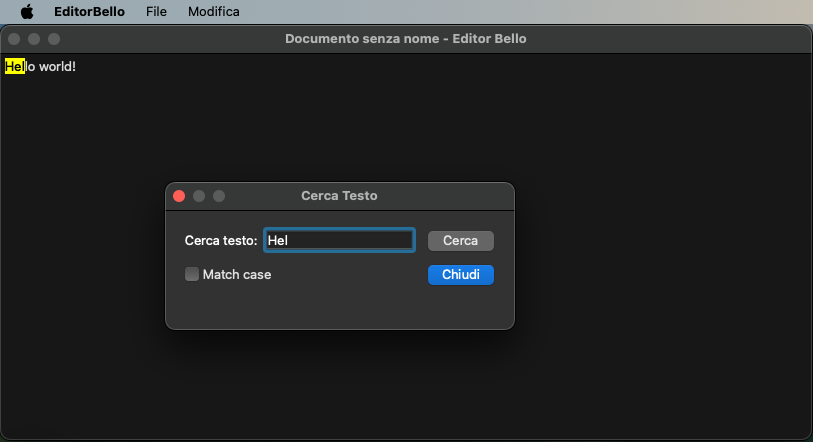 EditorBello File Modifica
Documento senza nome - Editor Bello
Hello world!
Cerca Testo
Cerca testo: Hel Cerca
Match case Chiudi